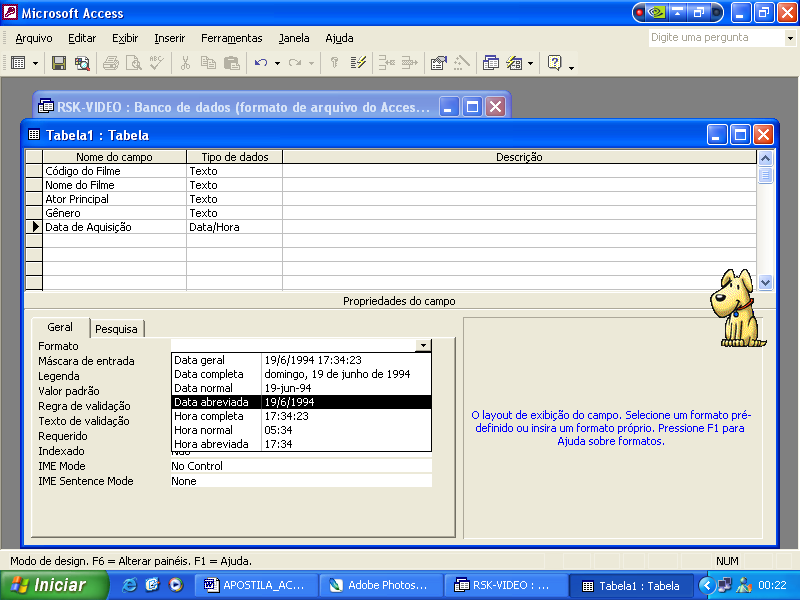 Microsoft Access
Arquivo Editar Exibir Inserir Ferramentas Janela Ajuda
Digite uma pergunta
RSK-VIDEO : Banco de dados (formato de arquivo do Acces...
Tabela1 : Tabela
Nome do campo Tipo de dados Descrição
Código do Filme Texto
Nome do Filme Texto
Ator Principal Texto
Gênero Texto
Data de Aquisição Data/Hora
Propriedades do campo
Geral Pesquisa
Formato
Máscara de entrada
Legenda
Valor padrão
Regra de validação
Texto de validação
Requerido
Indexado Não
IME Mode No Control
IME Sentence Mode None
Data geral 19/6/1994 17:34:23
Data completa domingo, 19 de junho de 1994
Data normal 19-jun-94
Data abreviada 19/6/1994
Hora completa 17:34:23
Hora normal 05:34
Hora abreviada 17:34
O layout de exibição do campo. Selecione um formato pré-
definido ou insira um formato próprio. Pressione F1 para
Ajuda sobre formatos.
Modo de design. F6 = Alterar painéis. F1 = Ajuda. NUM
Iniciar APOSTILA_AC... Adobe Photos... RSK-VIDEO : ... Tabela1 : Tabela 00:22